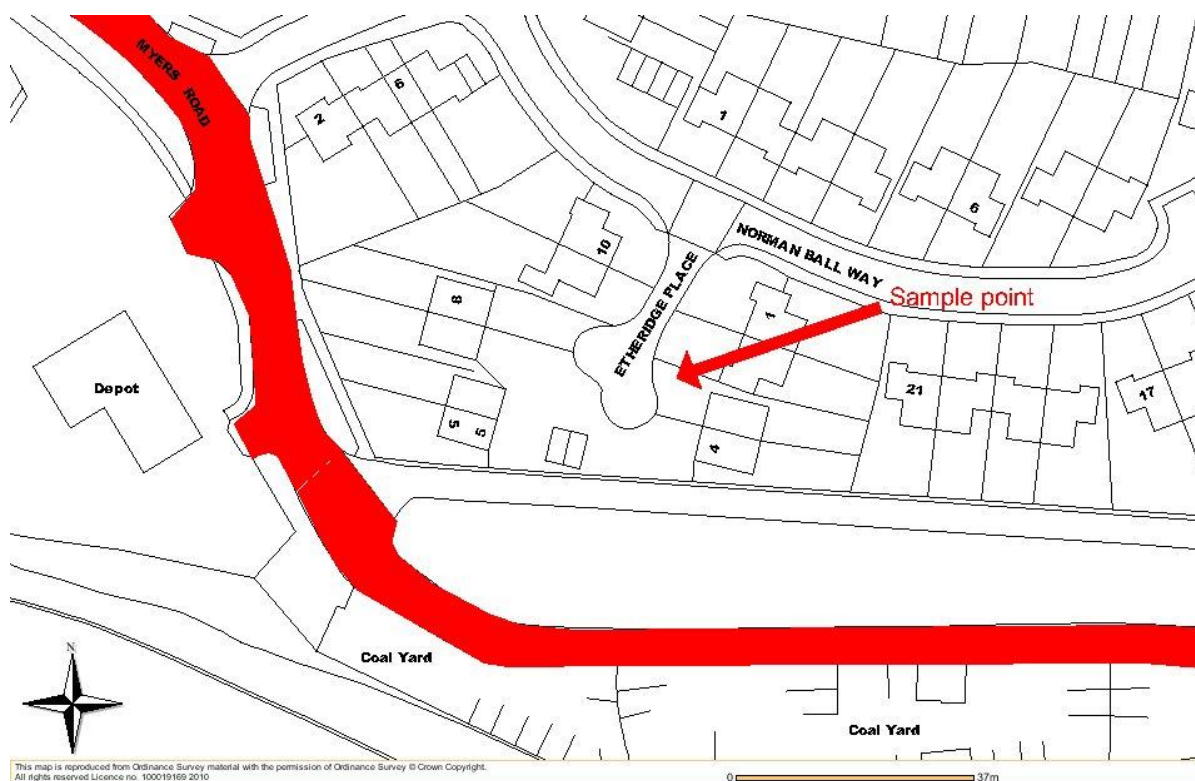 MYERS ROAD
2
6
1
6
10
NORMAN BALL WAY
8
ETHERIDGE PLACE
1
Sample point
Depot
21
17
5
5
4
Coal Yard
N
Coal Yard
This map is reproduced from Ordinance Survey material with the permission of Ordinance Survey © Crown Copyright.
All rights reserved Licence no. 100019169 2010
0
37m